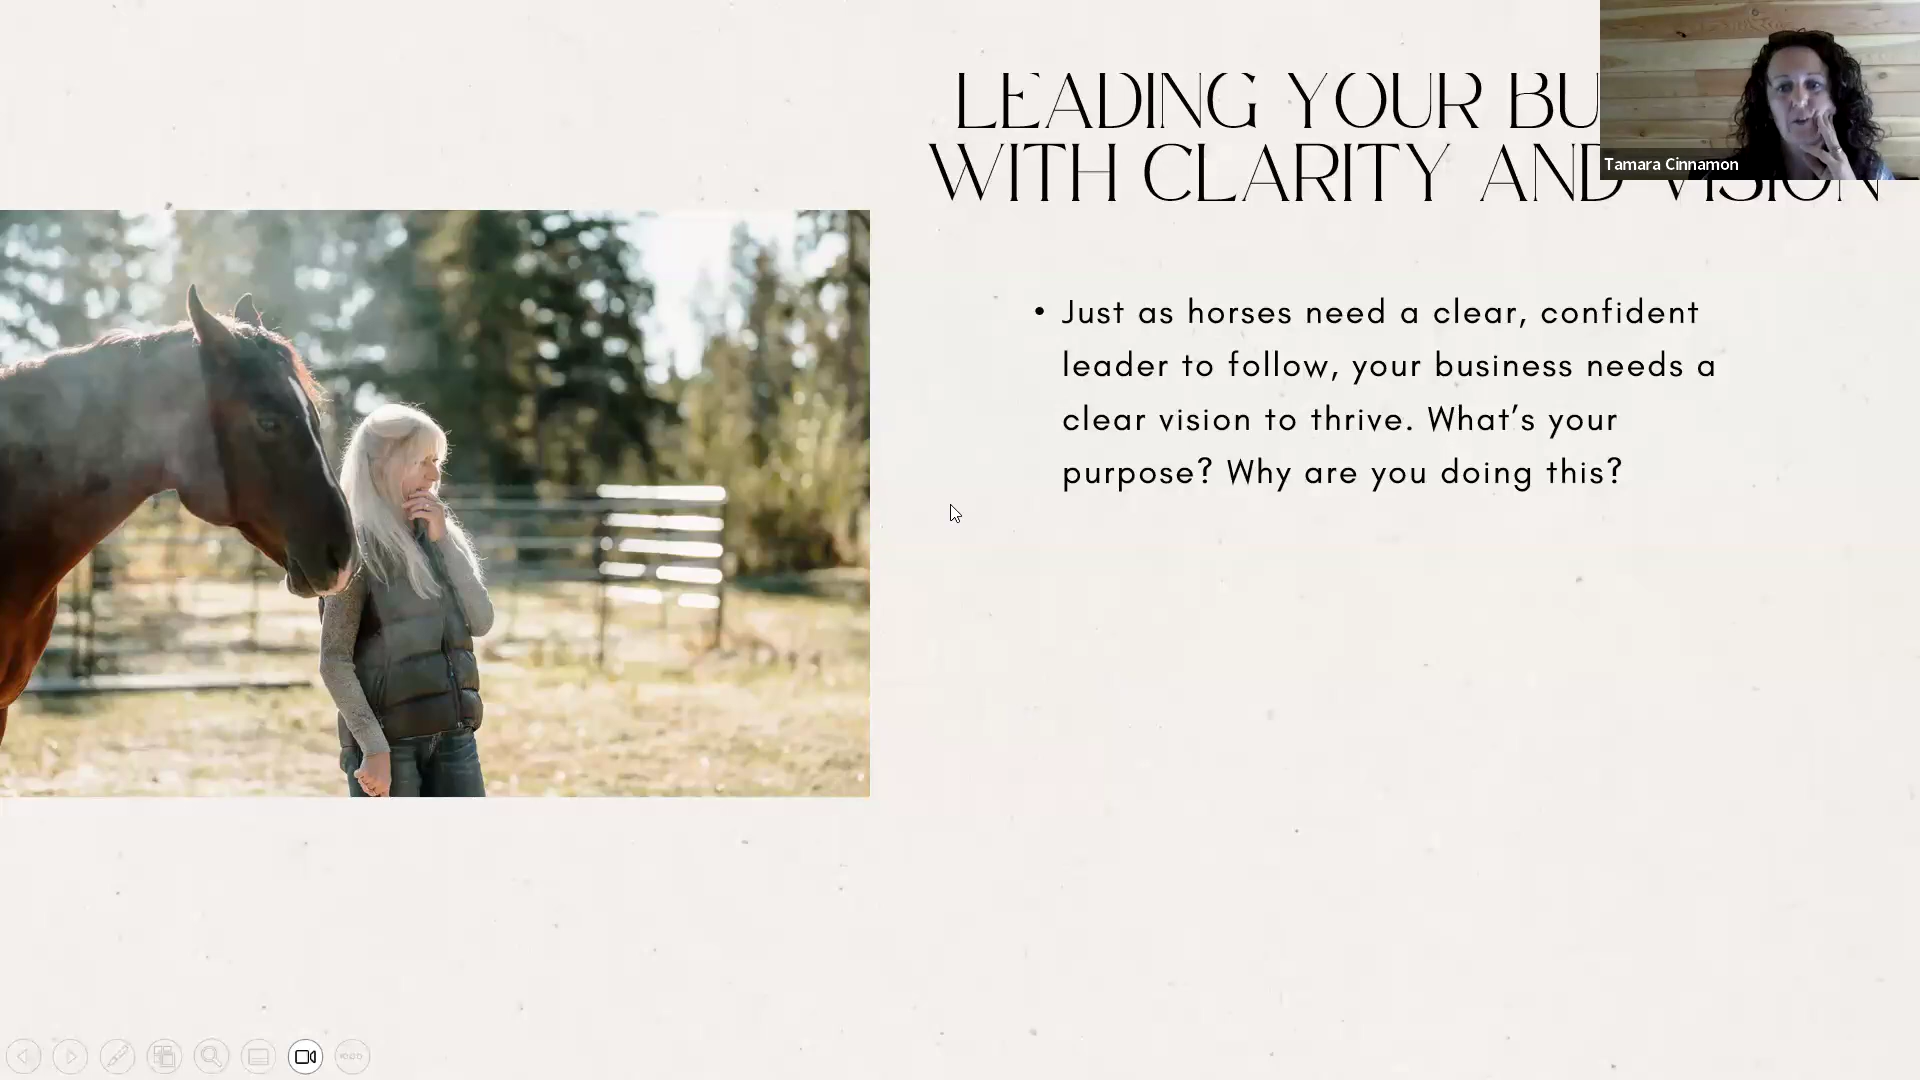 LEADING YOUR BU
WITH CLARITY AND VISION
Tamara Cinnamon
• Just as horses need a clear, confident
leader to follow, your business needs a
clear vision to thrive. What’s your
purpose? Why are you doing this?